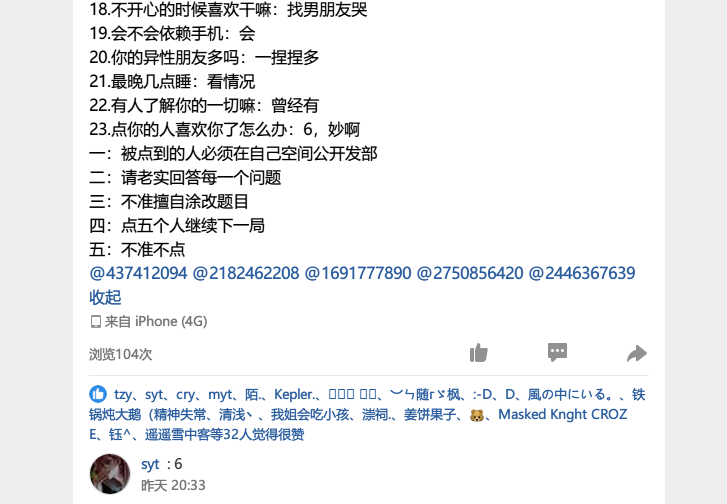 18.不开心的时候喜欢干嘛：找男朋友哭
19.会不会依赖手机：会
20.你的异性朋友多吗：一捏捏多
21.最晚几点睡：看情况
22.有人了解你的一切嘛：曾经有
23.点你的人喜欢你了怎么办：6，妙啊
一：被点到的人必须在自己空间公开发部
二：请老实回答每一个问题
三：不准擅自涂改题目
四：点五个人继续下一局
五：不准不点
@437412094 @2182462208 @1691777890 @2750856420 @2446367639
收起
来自 iPhone (4G)
浏览104次
tzy、syt、cry、myt、陌.、Kepler.、︶ㄣ随rゞ枫、:-D、D、風の中にいる。、铁
锅炖大鹅（精神失常、清浅丶、我姐会吃小孩、崇祠.、姜饼果子、🐯、Masked Knght CROZ
E、钰^、遥遥雪中客等32人觉得很赞
syt : 6
昨天 20:33